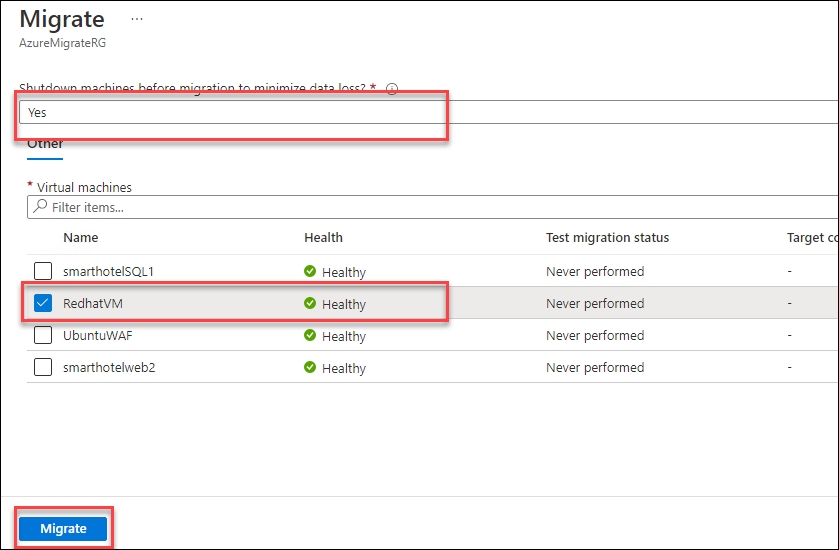 Migrate ...
AzureMigrateRG
Shutdown machines before migration to minimize data loss? *
Yes
Other
* Virtual machines
Filter items...
Name Health Test migration status Target co
smarthotelSQL1 Healthy Never performed -
RedhatVM Healthy Never performed -
UbuntuWAF Healthy Never performed -
smarthotelweb2 Healthy Never performed -
Migrate